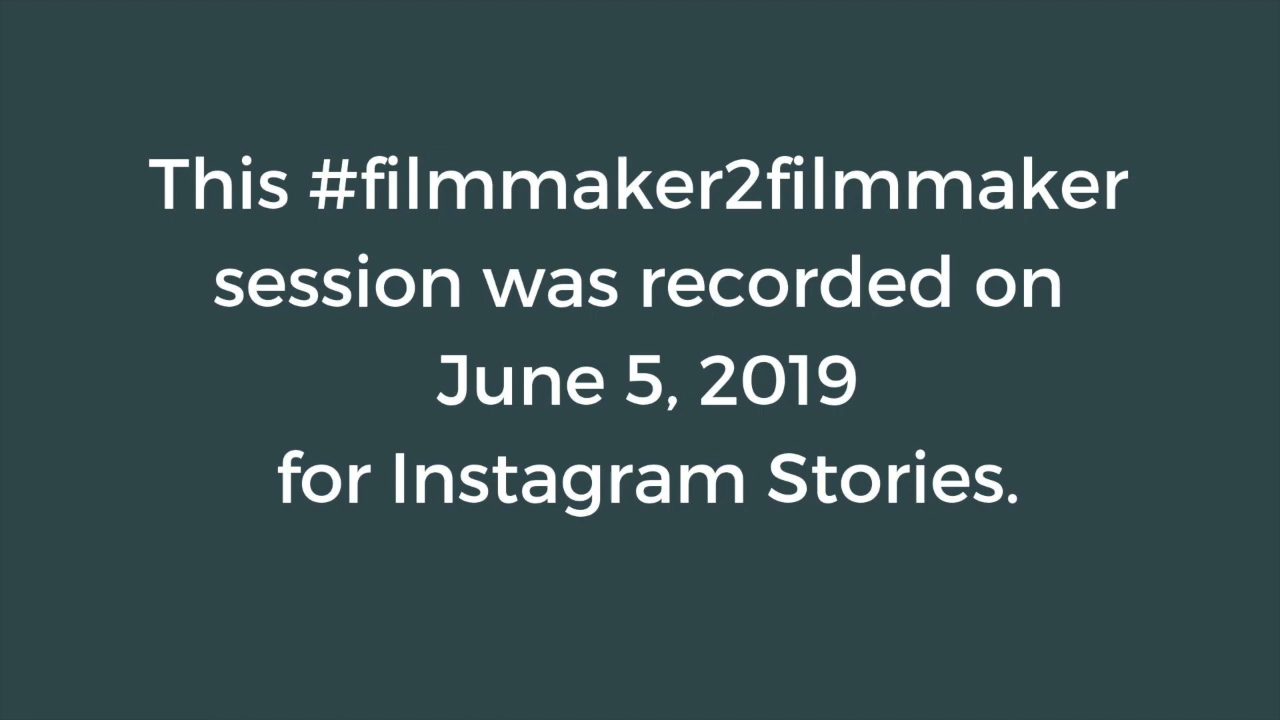 This #filmmaker2filmmaker
session was recorded on
June 5, 2019
for Instagram Stories.